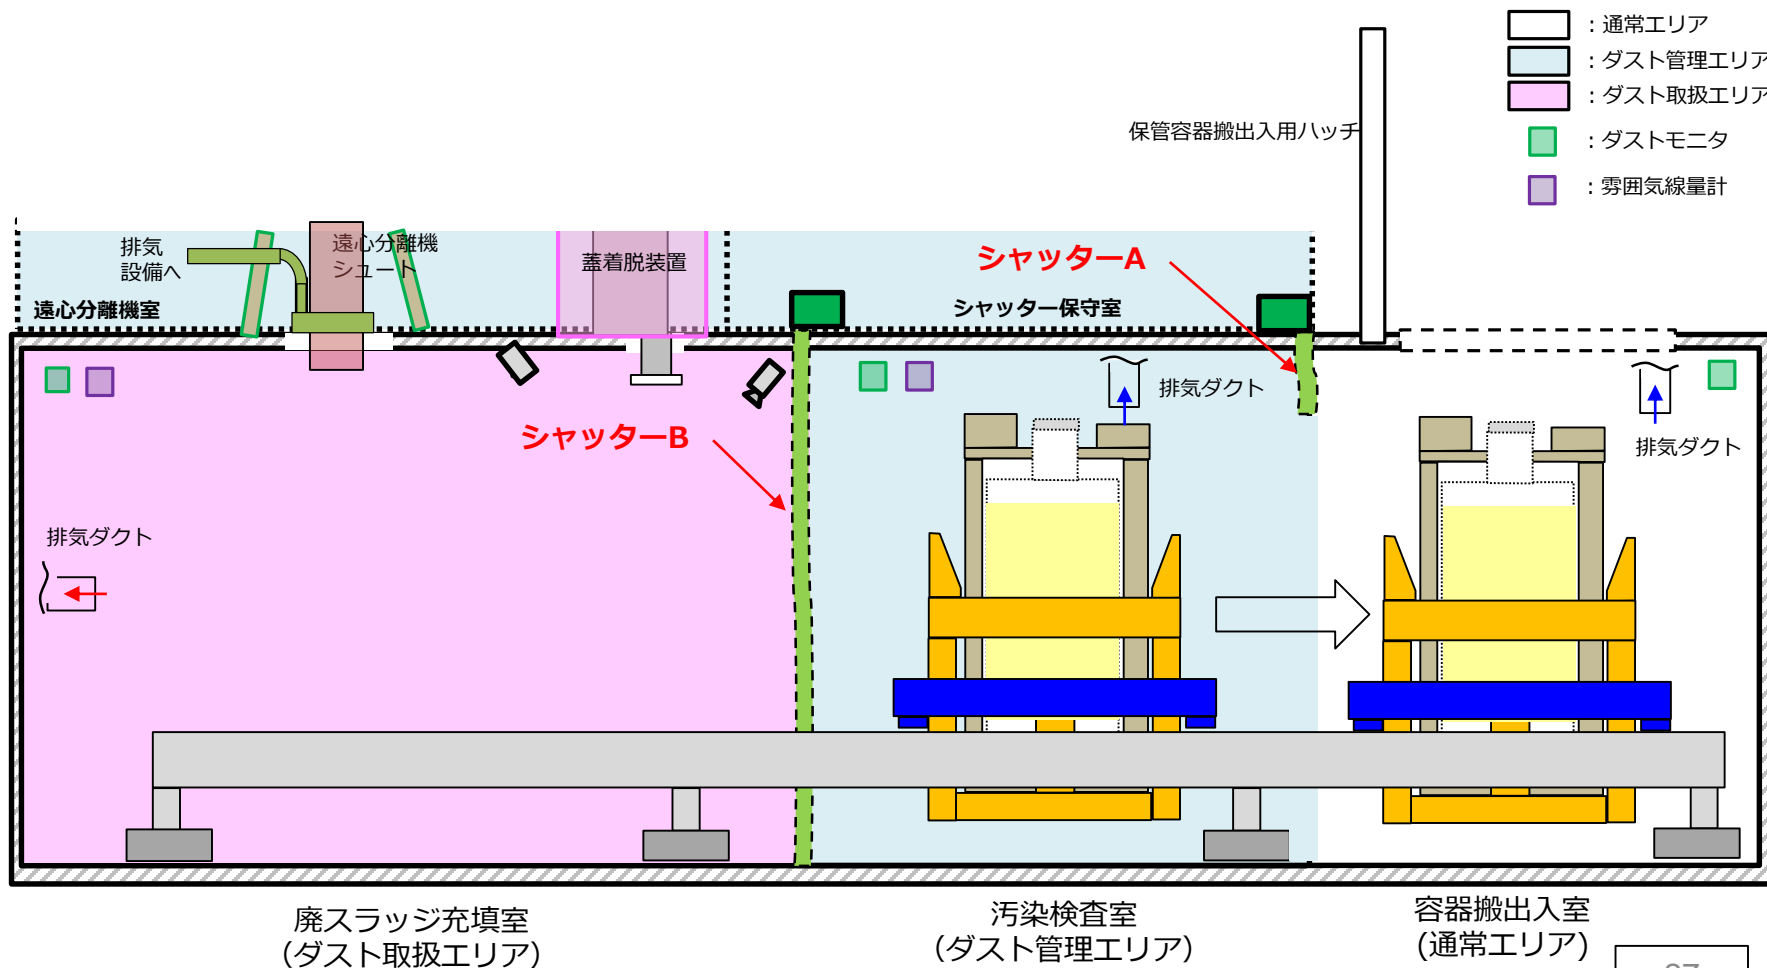 ：通常エリア
：ダスト管理エリア
：ダスト取扱エリア
：ダストモニタ
：雰囲気線量計
保管容器搬出入用ハッチ
排気
設備へ
遠心分離機
シュート
蓋着脱装置
シャッターA
遠心分離機室
シャッター保守室
排気ダクト
シャッターB
排気ダクト
排気ダクト
廃スラッジ充填室
（ダスト取扱エリア）
汚染検査室
（ダスト管理エリア）
容器搬出入室
(通常エリア)